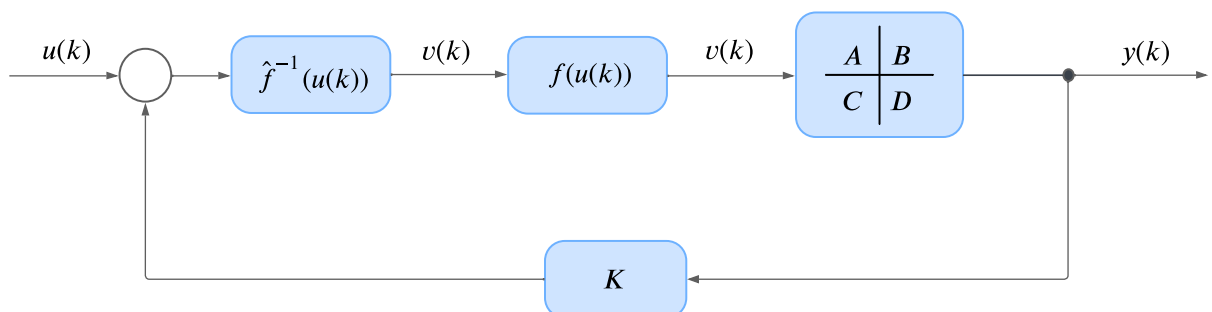 u(k)
f̂⁻¹(u(k))
v(k)
f(u(k))
v(k)
A B
C D
y(k)
K